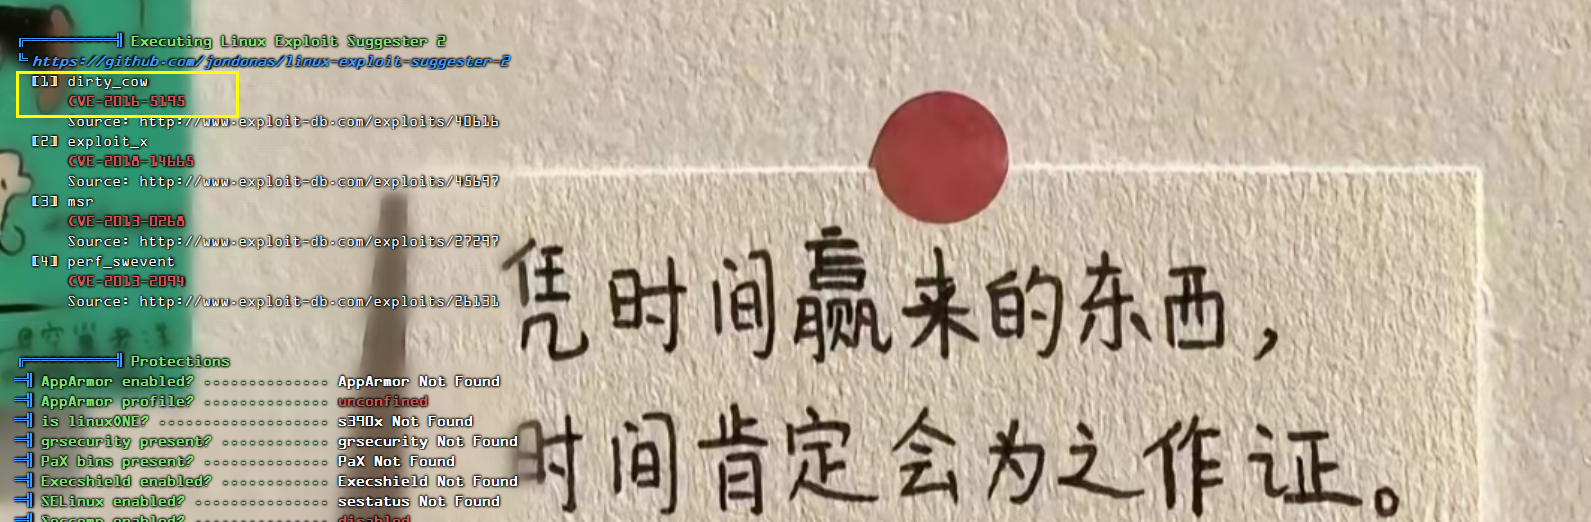 Executing Linux Exploit Suggester 2
https://github.com/jondonas/linux-exploit-suggester-2
[1] dirty_cow
CVE-2016-5195
Source: http://www.exploit-db.com/exploits/40616
[2] exploit_x
CVE-2018-14665
Source: http://www.exploit-db.com/exploits/45697
[3] msr
CVE-2013-0268
Source: http://www.exploit-db.com/exploits/27297
[4] perf_swevent
CVE-2013-2094
Source: http://www.exploit-db.com/exploits/26131
Protections
AppArmor enabled? .............. AppArmor Not Found
AppArmor profile? .............. unconfined
is linuxONE? ................... s390x Not Found
grsecurity present? ............ grsecurity Not Found
PaX bins present? .............. PaX Not Found
Execshield enabled? ............ Execshield Not Found
SELinux enabled? ............... sestatus Not Found
Seccomp enabled? ............... disabled
凭时间赢来的东西，
时间肯定会为之作证。